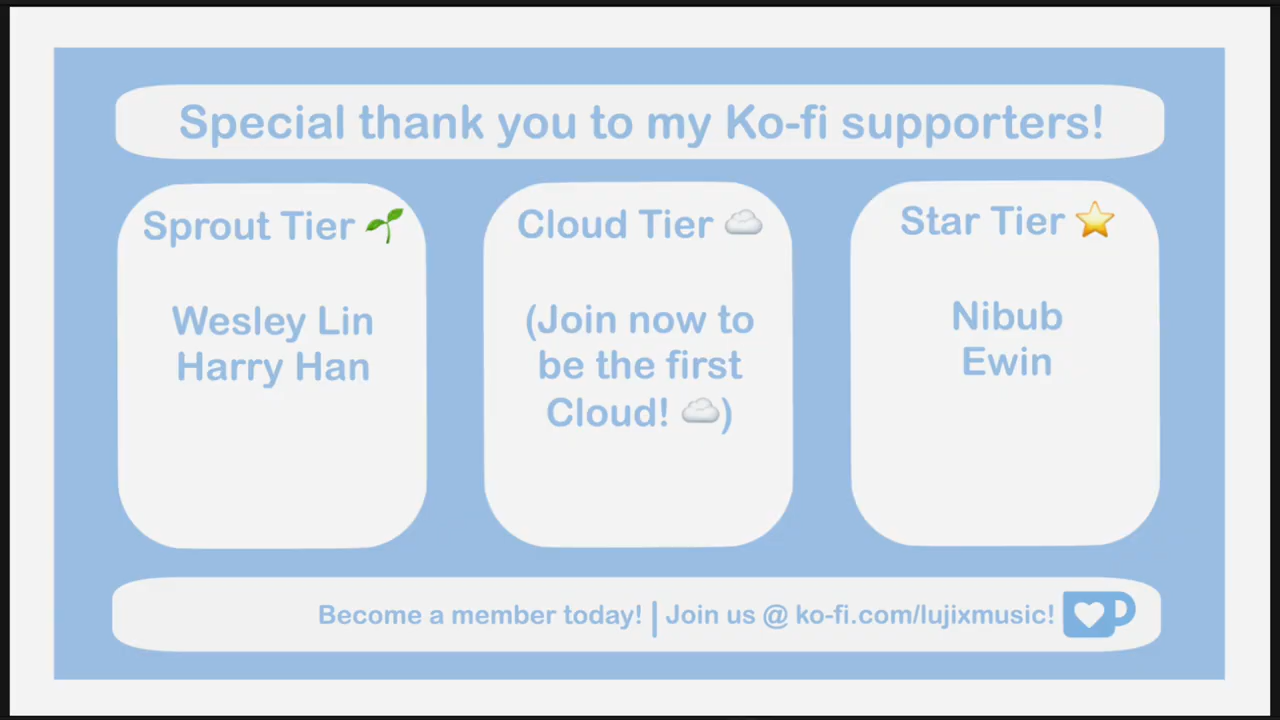 Special thank you to my Ko-fi supporters!
Sprout Tier 🌱
Wesley Lin
Harry Han
Cloud Tier ☁️
(Join now to
be the first
Cloud! ☁️)
Star Tier ⭐
Nibub
Ewin
Become a member today! | Join us @ ko-fi.com/lujixmusic!